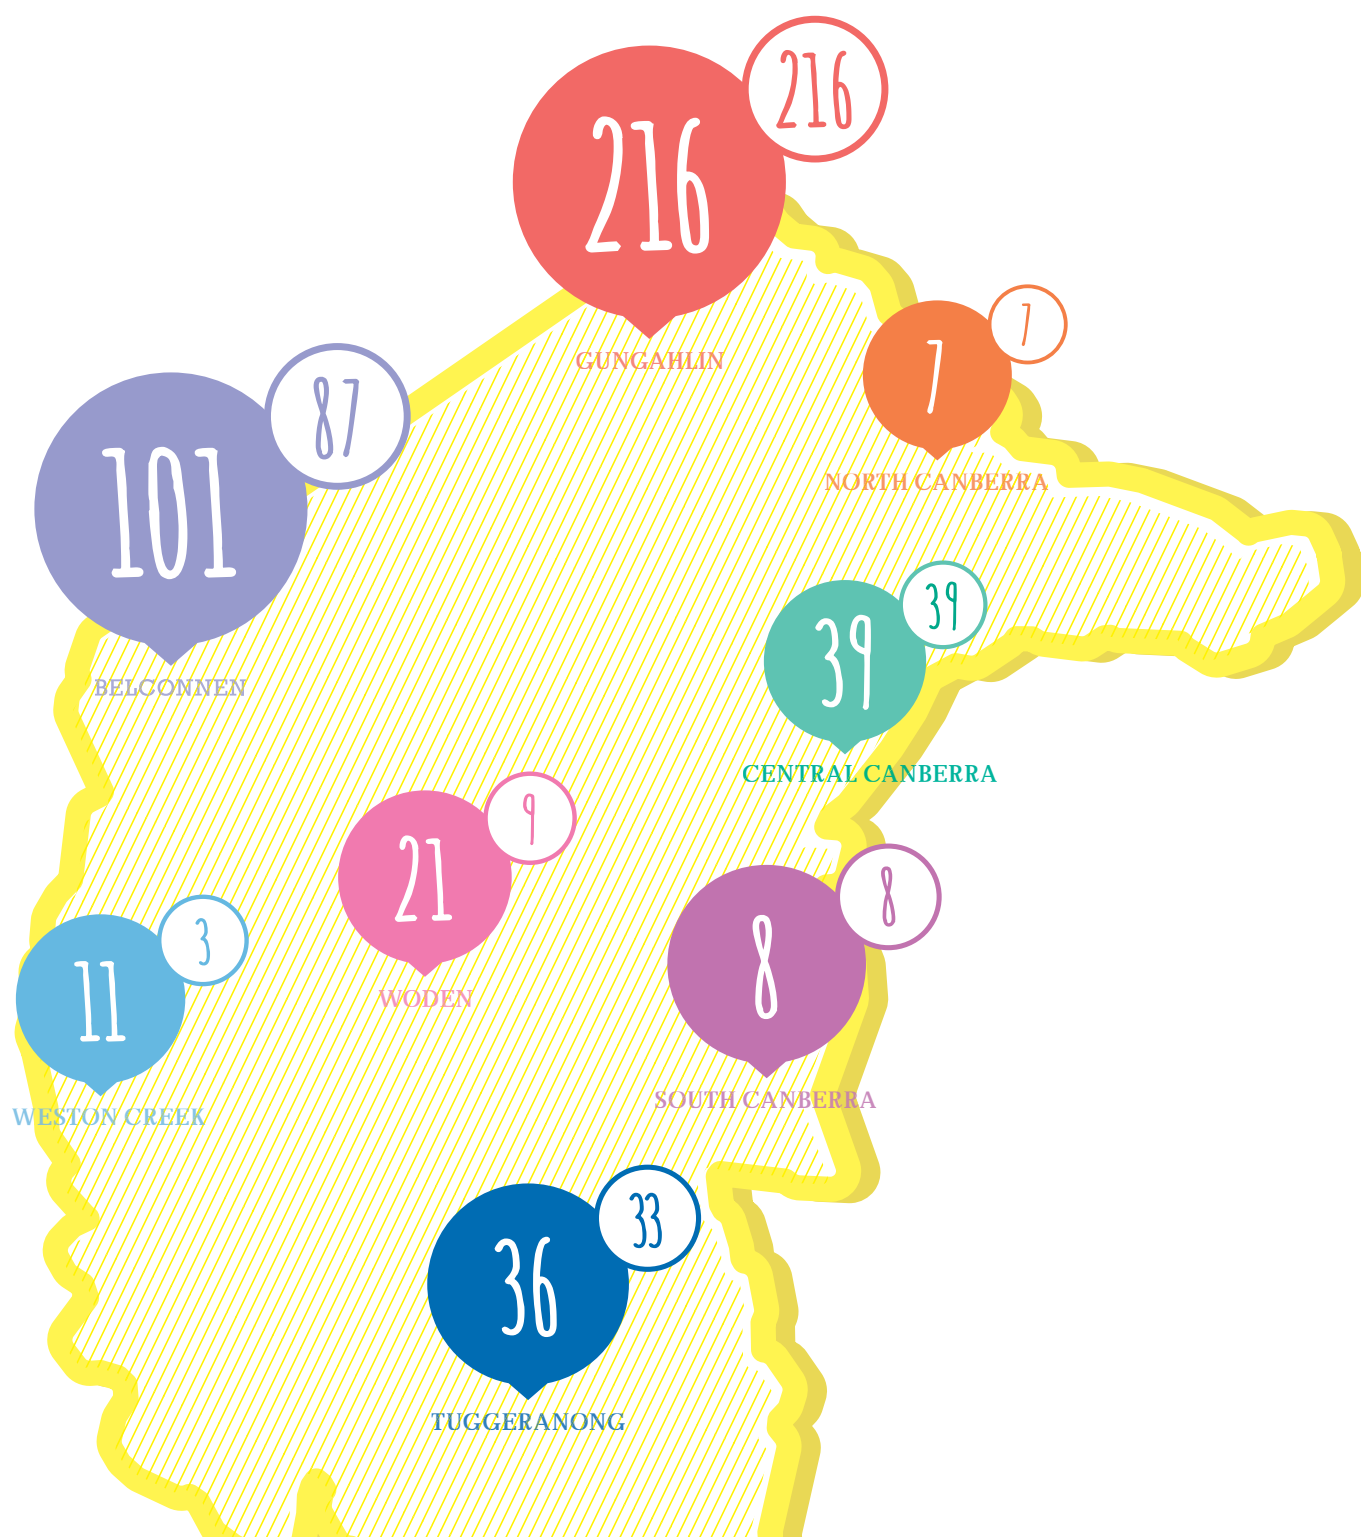 216
216
GUNGAHLIN
7
7
NORTH CANBERRA
87
101
BELCONNEN
39
39
CENTRAL CANBERRA
9
21
WODEN
8
8
SOUTH CANBERRA
3
11
WESTON CREEK
33
36
TUGGERANONG